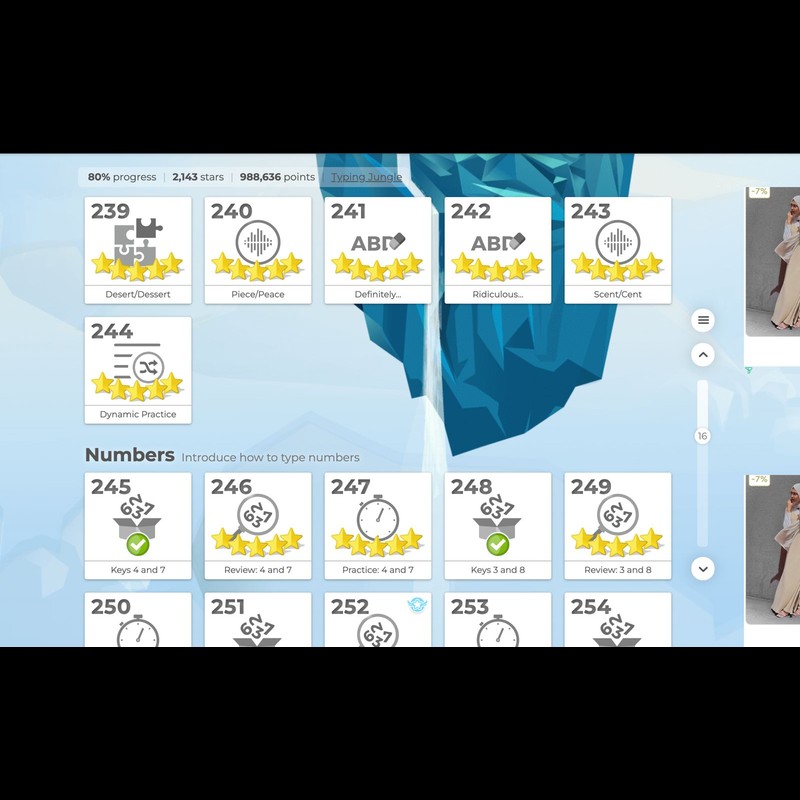 80% progress | 2,143 stars | 988,636 points | Typing Jungle
239 240 241 242 243
ABD ABD
Desert/Dessert Piece/Peace Definitely... Ridiculous... Scent/Cent
-7%
244
Dynamic Practice
16
Numbers Introduce how to type numbers
245 246 247 248 249
-7%
Keys 4 and 7 Review: 4 and 7 Practice: 4 and 7 Keys 3 and 8 Review: 3 and 8
250 251 252 253 254